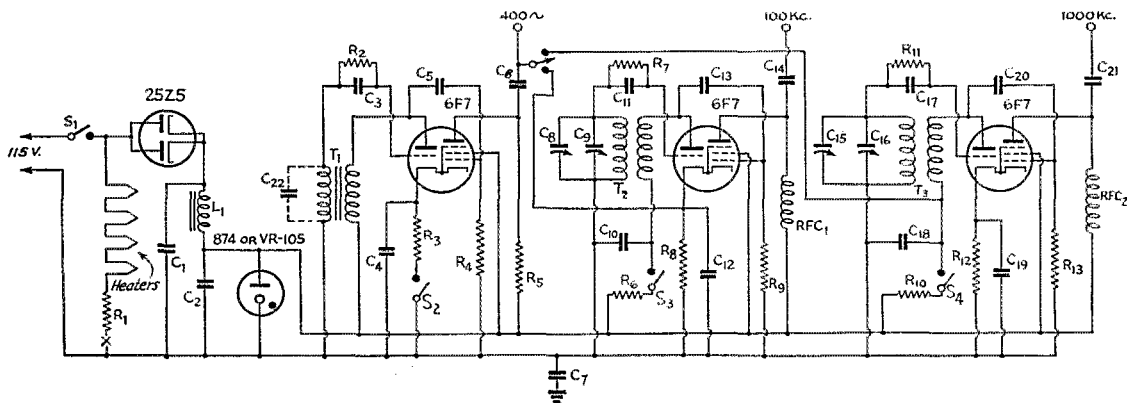 400~
100 Kc.
1000 Kc.
25Z5
S1
115 V.
R2
C5
C3
6F7
C6
R7
C13
C11
6F7
C14
R11
C20
C17
6F7
C21
C8
C9
C15
C16
T1
C22
T2
T3
L1
874 OR VR-105
C1
Heaters
C2
R1
C4
R3
S2
R4
R5
C10
R6
S3
R8
C12
RFC1
R9
C18
R10
S4
R12
C19
R13
RFC2
C7